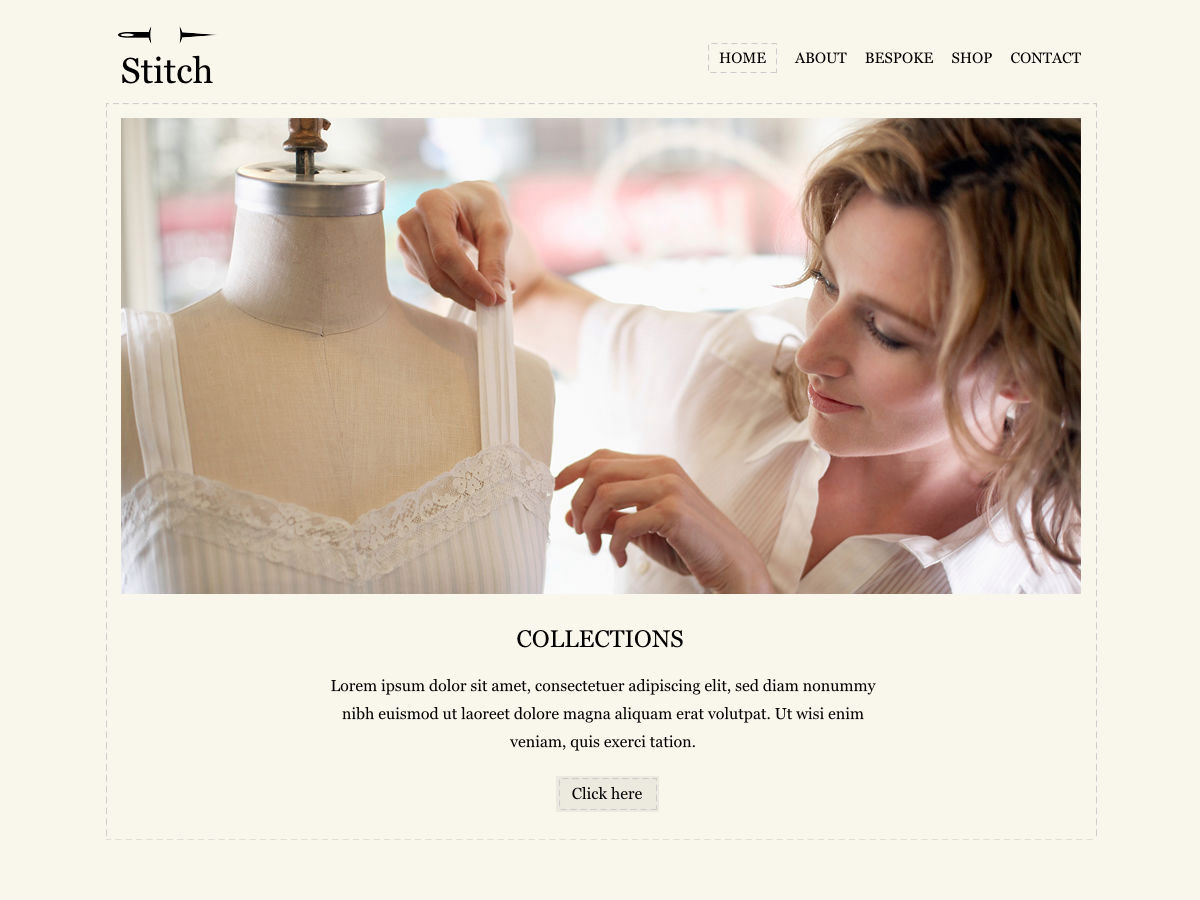 Stitch
HOME ABOUT BESPOKE SHOP CONTACT
COLLECTIONS
Lorem ipsum dolor sit amet, consectetuer adipiscing elit, sed diam nonummy
nibh euismod ut laoreet dolore magna aliquam erat volutpat. Ut wisi enim
veniam, quis exerci tation.
Click here